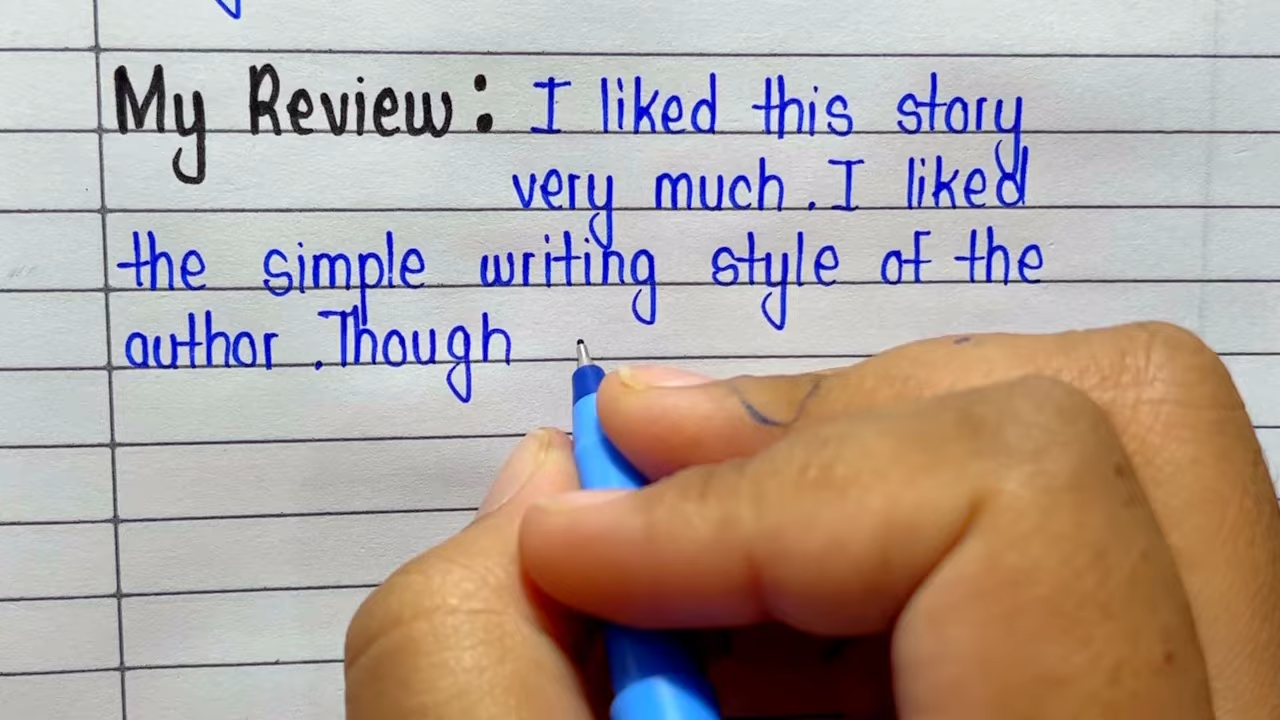 My Review: I liked this story
very much. I liked
the simple writing style of the
author. Though